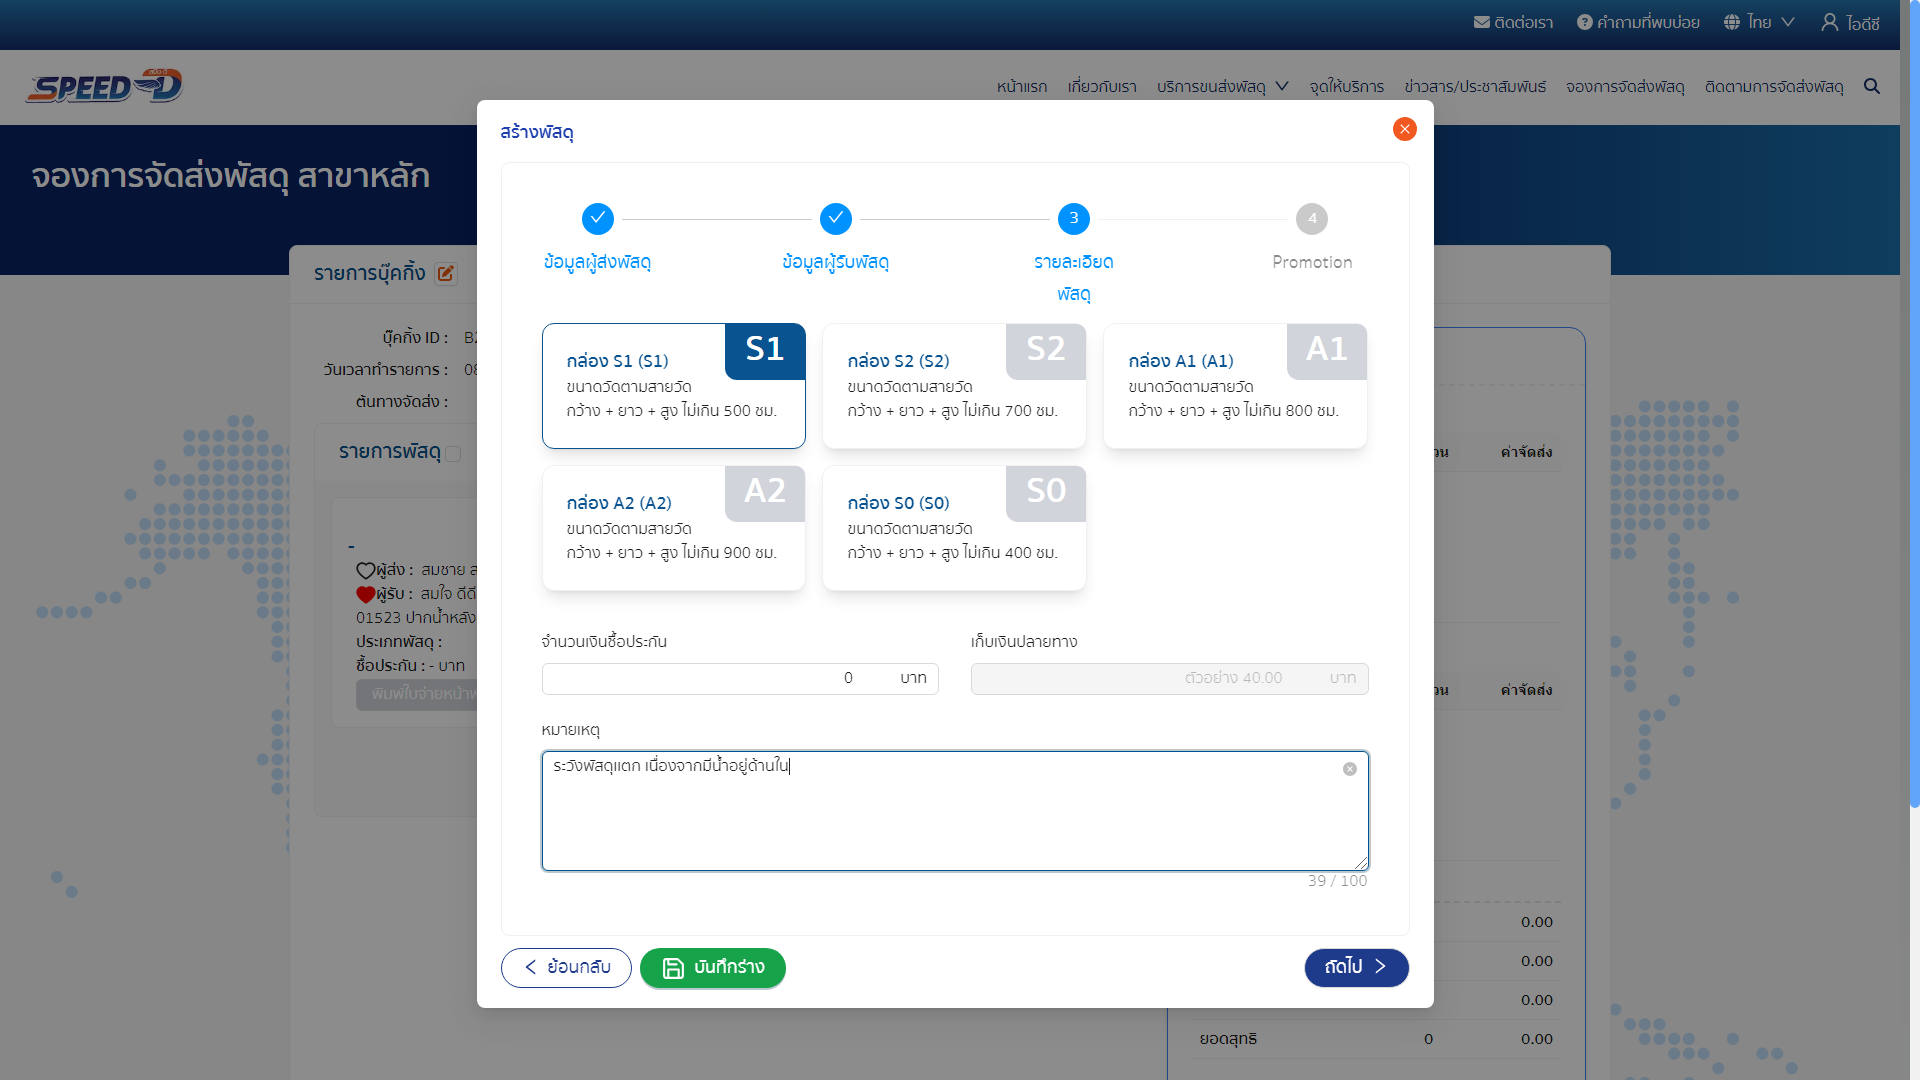 ติดต่อเรา
คำถามที่พบบ่อย
ไทย
ไอดีซี
SPEED-D
หน้าแรก
เกี่ยวกับเรา
บริการขนส่งพัสดุ
จุดให้บริการ
ข่าวสาร/ประชาสัมพันธ์
จองการจัดส่งพัสดุ
ติดตามการจัดส่งพัสดุ
จองการจัดส่งพัสดุ สาขาหลัก
รายการบุ๊คกิ้ง
บุ๊คกิ้ง ID :
วันเวลาทำรายการ :
ต้นทางจัดส่ง :
รายการพัสดุ
-
ผู้ส่ง : สมชาย
ผู้รับ : สมใจ ดีดี
01523 ปากน้ำหลัง
ประเภทพัสดุ :
ซื้อประกัน : - บาท
พิมพ์ใบจ่ายหน้า
สร้างพัสดุ
ข้อมูลผู้ส่งพัสดุ
ข้อมูลผู้รับพัสดุ
3
รายละเอียด
พัสดุ
4
Promotion
กล่อง S1 (S1)
S1
ขนาดวัดตามสายวัด
กว้าง + ยาว + สูง ไม่เกิน 500 ซม.
กล่อง S2 (S2)
S2
ขนาดวัดตามสายวัด
กว้าง + ยาว + สูง ไม่เกิน 700 ซม.
กล่อง A1 (A1)
A1
ขนาดวัดตามสายวัด
กว้าง + ยาว + สูง ไม่เกิน 800 ซม.
กล่อง A2 (A2)
A2
ขนาดวัดตามสายวัด
กว้าง + ยาว + สูง ไม่เกิน 900 ซม.
กล่อง S0 (S0)
S0
ขนาดวัดตามสายวัด
กว้าง + ยาว + สูง ไม่เกิน 400 ซม.
จำนวนเงินซื้อประกัน
0 บาท
เก็บเงินปลายทาง
ตัวอย่าง 40.00 บาท
หมายเหตุ
ระวังพัสดุแตก เนื่องจากมีน้ำอยู่ด้านใน
39 / 100
ย้อนกลับ
บันทึกร่าง
ถัดไป
ค่าจัดส่ง
ค่าจัดส่ง
0.00
0.00
0.00
ยอดสุทธิ 0 0.00